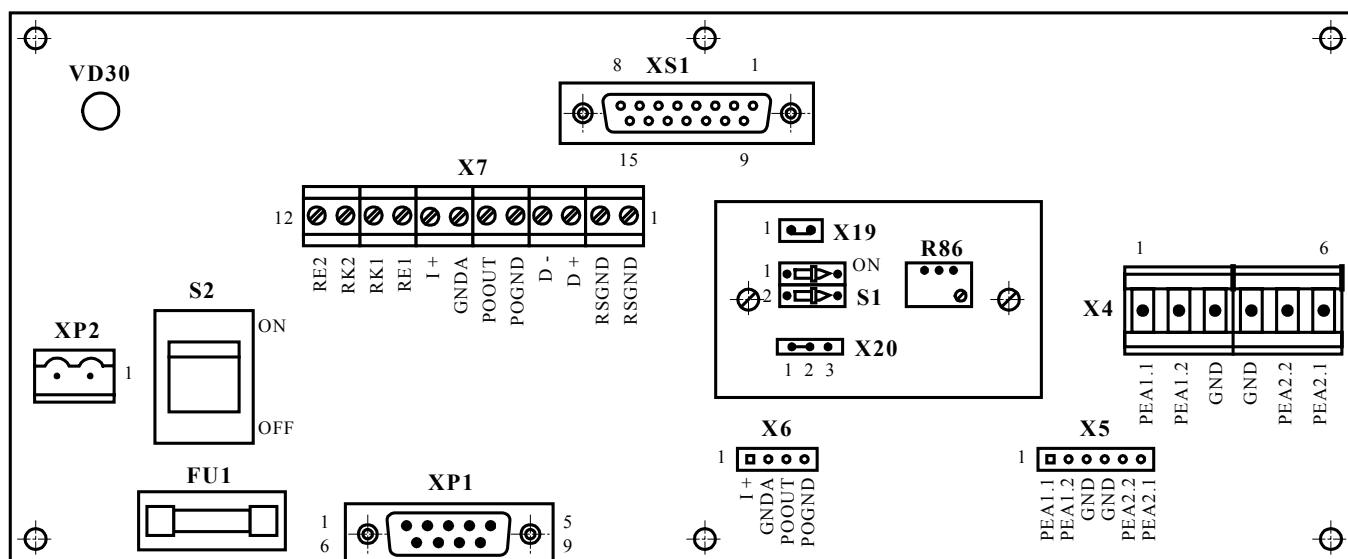 VD30
8 XS1 1
15 9
X7
12 1
RE2 RK2 RK1 RE1 I+ GNDA POOUT POGND D- D+ RSGND RSGND
1 X19
R86
1 ON
2 S1
X20
1 2 3
1 6
X4
PEA1.1 PEA1.2 GND GND PEA2.2 PEA2.1
S2
ON
OFF
XP2
1
FU1
XP1
1 5
6 9
X6
1
I+ GNDA POOUT POGND
X5
1
PEA1.1 PEA1.2 GND GND PEA2.2 PEA2.1